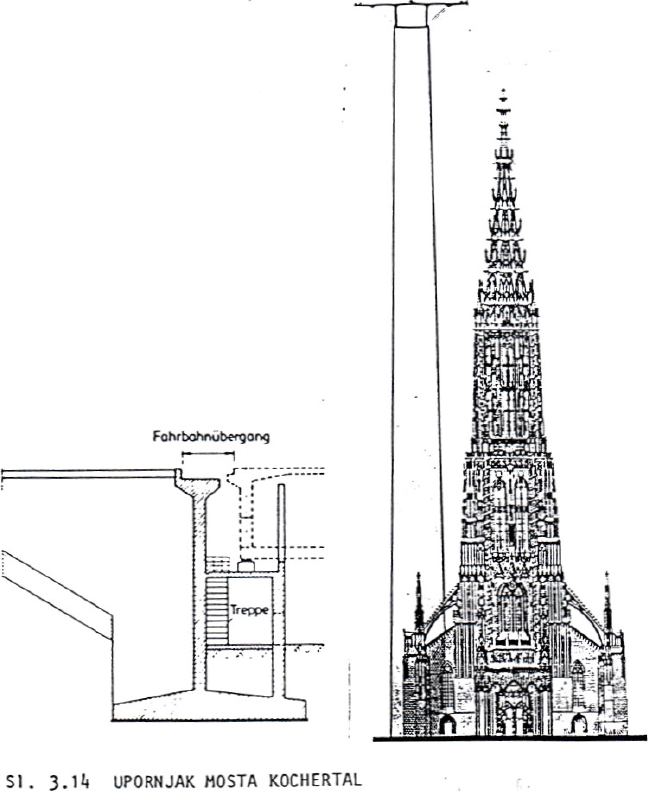 Fahrbahnübergang
Treppe
Sl. 3.14 UPORNJAK MOSTA KOCHERTAL